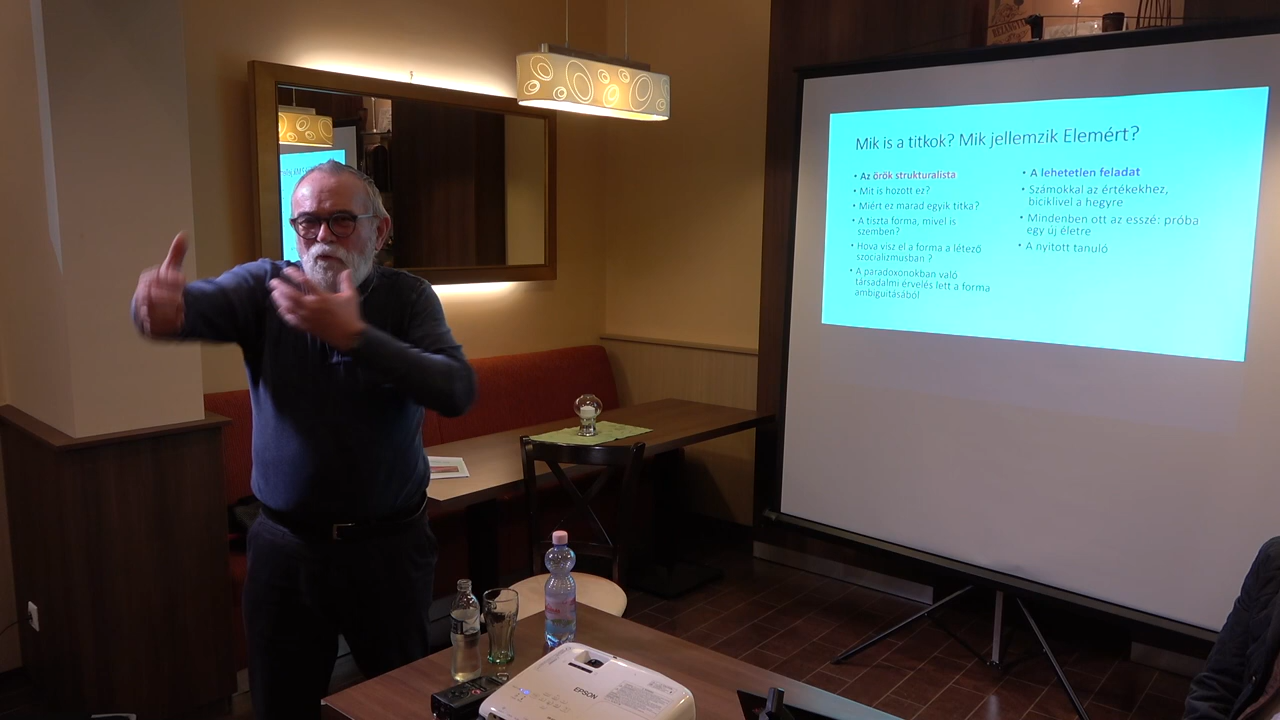 Mik is a titkok? Mik jellemzik Elemért?
• Az örök strukturalista
• Mit is hozott ez?
• Miért ez marad egyik titka?
• A tiszta forma, mivel is
szemben?
• Hova visz el a forma a létező
szocializmusban ?
• A paradoxonokban való
társadalmi érvelés lett a forma
ambiguitásából
• A lehetetlen feladat
• Számokkal az értékekhez,
biciklivel a hegyre
• Mindenben ott az esszé: próba
egy új életre
• A nyitott tanuló
EPSON